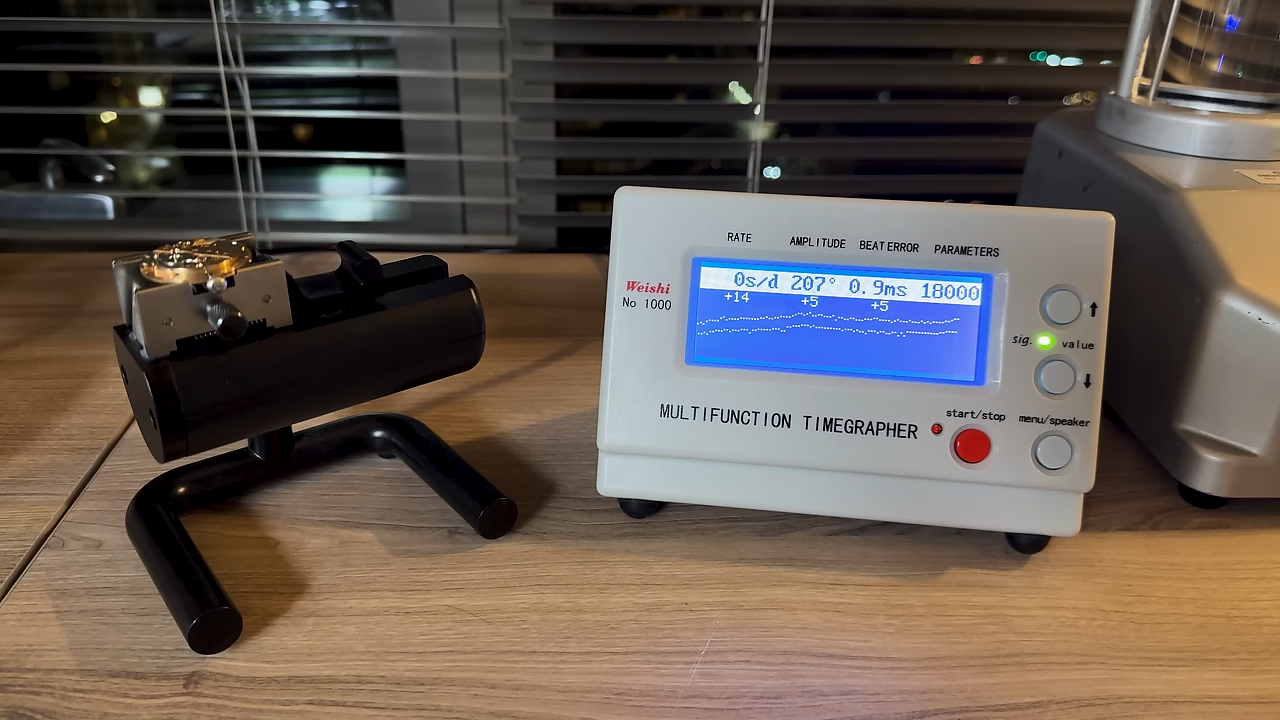 RATE AMPLITUDE BEAT ERROR PARAMETERS
0s/d 207° 0.9ms 18000
+14 +5 +5
Weishi
No 1000
sig. value
MULTIFUNCTION TIMEGRAPHER
start/stop
menu/speaker